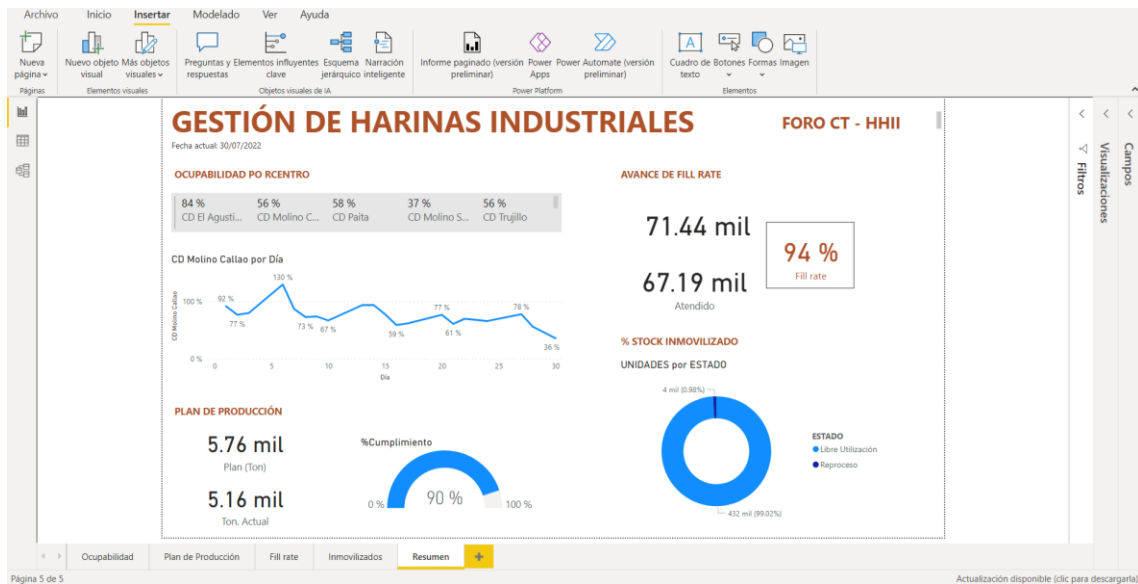 Archivo Inicio Insertar Modelado Ver Ayuda
Nueva página
Nuevo objeto visual
Más objetos visuales
Preguntas y respuestas
Elementos influyentes clave
Esquema jerárquico
Narración inteligente
Informe paginado (versión preliminar)
Power Apps
Power Automate (versión preliminar)
Cuadro de texto
Botones
Formas
Imagen
Páginas
Elementos visuales
Objetos visuales de IA
Power Platform
Elementos
GESTIÓN DE HARINAS INDUSTRIALES
FORO CT - HHII
Fecha actual: 30/07/2022
OCUPABILIDAD PO RCENTRO
84 % 56 % 58 % 37 % 56 %
CD El Agusti... CD Molino C... CD Paita CD Molino S... CD Trujillo
CD Molino Callao por Día
CD Molino Callao
100 %
0 %
92 %
77 %
130 %
73 %
67 %
59 %
77 %
61 %
78 %
36 %
0 5 10 15 20 25 30
Día
PLAN DE PRODUCCIÓN
5.76 mil
Plan (Ton)
5.16 mil
Ton. Actual
%Cumplimiento
0 %
90 %
100 %
AVANCE DE FILL RATE
71.44 mil
67.19 mil
Atendido
94 %
Fill rate
% STOCK INMOVILIZADO
UNIDADES por ESTADO
4 mil (0.98%)
432 mil (99.02%)
ESTADO
Libre Utilización
Reproceso
Filtros
Visualizaciones
Campos
Ocupabilidad Plan de Producción Fill rate Inmovilizados Resumen +
Página 5 de 5
Actualización disponible (clic para descargarla)